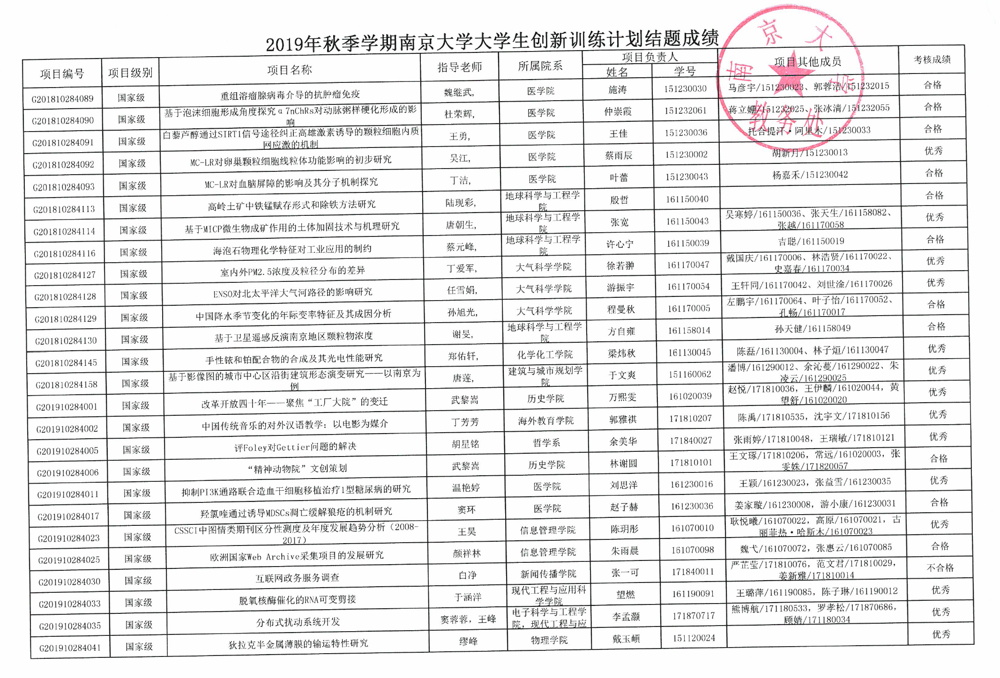 2019年秋季学期南京大学大学生创新训练计划结题成绩
项目编号 项目级别 项目名称 指导老师 所属院系 项目负责人 项目其他成员 考核成绩
姓名 学号
G201810284089 国家级 重组溶瘤腺病毒介导的抗肿瘤免疫 魏继武, 医学院 施涛 151230030 马彦宇/151230023、郭蓉洁/151232015 合格
G201810284090 国家级 基于泡沫细胞形成角度探究α7nChRs对动脉粥样硬化形成的影 杜荣辉, 医学院 仲崇霞 151232061 蒋立姗/151232025、张冰清/151232055 合格
响
G201810284091 国家级 白藜芦醇通过SIRT1信号途径纠正高雄激素诱导的颗粒细胞内质 王勇, 医学院 王佳 151230036 托合提汗·阿里木/151230033 合格
网应激的机制
G201810284092 国家级 MC-LR对卵巢颗粒细胞线粒体功能影响的初步研究 吴江, 医学院 蔡雨辰 151230002 胡新月/151230013 优秀
G201810284093 国家级 MC-LR对血脑屏障的影响及其分子机制探究 丁洁, 医学院 叶蕾 151230043 杨嘉禾/151230042 合格
G201810284113 国家级 高岭土矿中铁锰赋存形式和除铁方法研究 陆现彩, 地球科学与工程学 殷哲 161150040 合格
院
G201810284114 国家级 基于MICP微生物成矿作用的土体加固技术与机理研究 唐朝生, 地球科学与工程学 张宽 161150043 吴寒婷/161150036、张天生/161158082、 优秀
院 张越/161170058
G201810284116 国家级 海泡石物理化学特征对工业应用的制约 蔡元峰, 地球科学与工程学 许心宁 161150039 吉聪/161150019 合格
院
G201810284127 国家级 室内外PM2.5浓度及粒径分布的差异 丁爱军, 大气科学学院 徐若翀 161170047 戴国庆/161170006、林浩贤/161170022、 优秀
史嘉春/161170034
G201810284128 国家级 ENSO对北太平洋大气河路径的影响研究 任雪娟, 大气科学学院 游振宇 161170054 王轩同/161170042、刘世淦/161170026 优秀
G201810284129 国家级 中国降水季节变化的年际变率特征及其成因分析 孙旭光, 大气科学学院 程曼秋 161170005 左鹏宇/161170064、叶子怡/161170052、 合格
孔畅/161170017
G201810284130 国家级 基于卫星遥感反演南京地区颗粒物浓度 谢旻, 地球科学与工程学 方自雍 161158014 孙天健/161158049 合格
院
G201810284145 国家级 手性铱和铂配合物的合成及其光电性能研究 郑佑轩, 化学化工学院 梁炜秋 161130045 陈磊/161130004、林子烜/161130047 优秀
G201810284158 国家级 基于影像图的城市中心区沿街建筑形态演变研究——以南京为 唐莲, 建筑与城市规划学 于文爽 151160062 潘博/161290012、余沁蔓/161290022、朱 优秀
例 院 凌云/161290025
G201910284001 国家级 改革开放四十年——聚焦“工厂大院”的变迁 武黎嵩 历史学院 万熙雯 161020039 赵悦/171810036，王伊麟/161020044，黄 优秀
望舒/161020020
G201910284002 国家级 中国传统音乐的对外汉语教学：以电影为媒介 丁芳芳 海外教育学院 郭雅祺 171810207 陈禹/171810535，沈宇文/171810156 优秀
G201910284005 国家级 评Foley对Gettier问题的解决 胡星铭 哲学系 余美华 171840027 张雨婷/171810048，王瑞敏/171810121 优秀
G201910284006 国家级 “精神动物院”文创策划 武黎嵩 历史学院 林谢圆 171810101 王文琢/171810206，常远/161020003，张 合格
雯姝/171820057
G201910284011 国家级 抑制PI3K通路联合造血干细胞移植治疗1型糖尿病的研究 温艳婷 医学院 刘思洋 161230016 王颖/161230023，张益雪/161230035 优秀
G201910284017 国家级 羟氯喹通过诱导MDSCs凋亡缓解狼疮的机制研究 窦环 医学院 赵子赫 161230036 姜家璇/161230008，游小康/161230031 合格
G201910284023 国家级 CSSCI中图情类期刊区分性测度及年度发展趋势分析（2008- 王昊 信息管理学院 陈玥彤 161070010 耿悦曦/161070022，高原/161070021，古 优秀
2017） 丽菲热·哈斯木/161070023
G201910284025 国家级 欧洲国家Web Archive采集项目的发展研究 颜祥林 信息管理学院 朱雨晨 161070098 魏弋/161070072，张惠云/161070085 合格
G201910284030 国家级 互联网政务服务调查 白净 新闻传播学院 张一可 171840011 严芷莹/171810076，范文君/171810029， 不合格
姜新雅/171810014
G201910284033 国家级 脱氧核酶催化的RNA可变剪接 于涵洋 现代工程与应用科 望燃 161190091 王璐萍/161190085，陈子琳/161190012 优秀
学学院
G201910284035 国家级 分布式扰动系统开发 窦蓉蓉，王峰 电子科学与工程学 李孟灏 171870717 熊博航/171180533，罗孝松/171870686， 优秀
院，现代工程与应 顾婧/171180034
G201910284041 国家级 狄拉克半金属薄膜的输运特性研究 缪峰 物理学院 戴玉頔 151120024 优秀
南京大
教务处